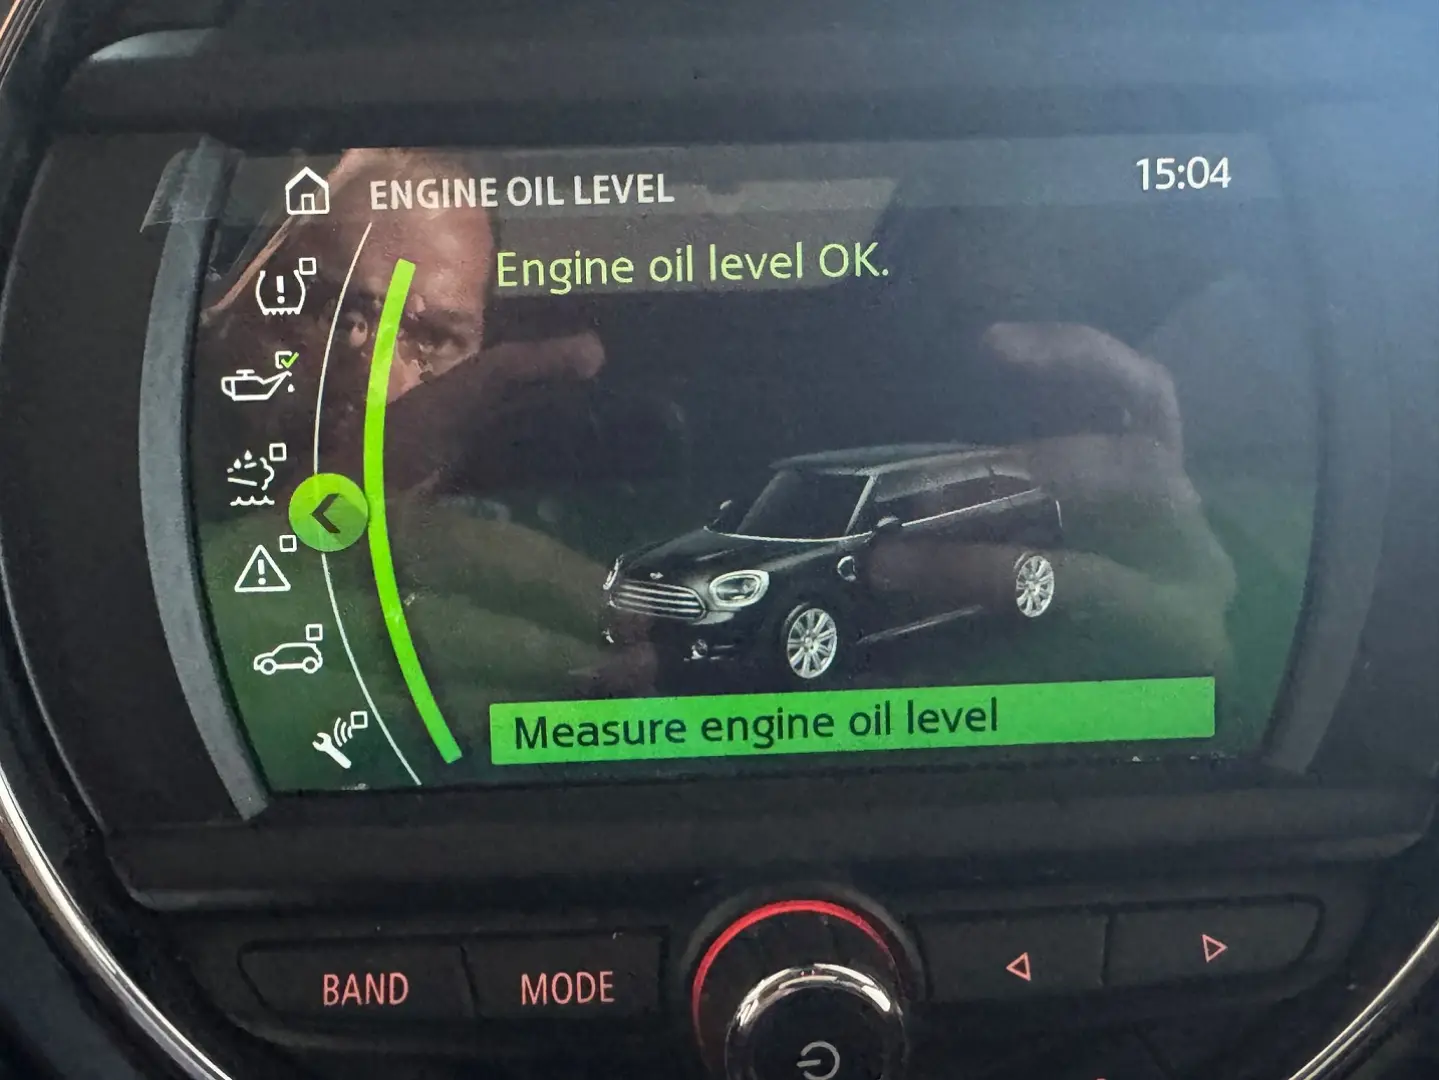 ENGINE OIL LEVEL
15:04
Engine oil level OK.
Measure engine oil level
BAND
MODE